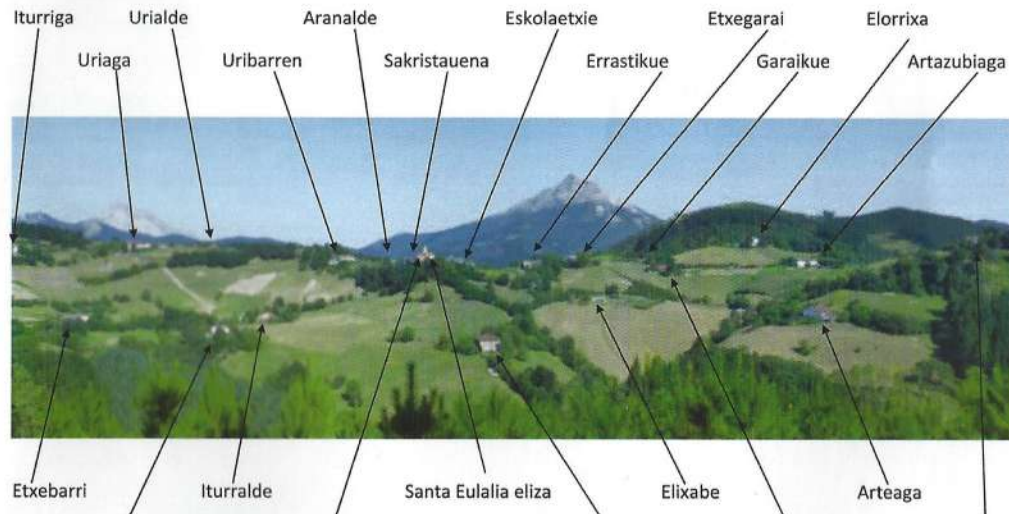 Iturriga Urialde Aranalde Eskolaetxie Etxegarai Elorrixa
Uriaga Uribarren Sakristauena Errastikue Garaikue Artazubiaga
Etxebarri Iturralde Santa Eulalia eliza Elixabe Arteaga